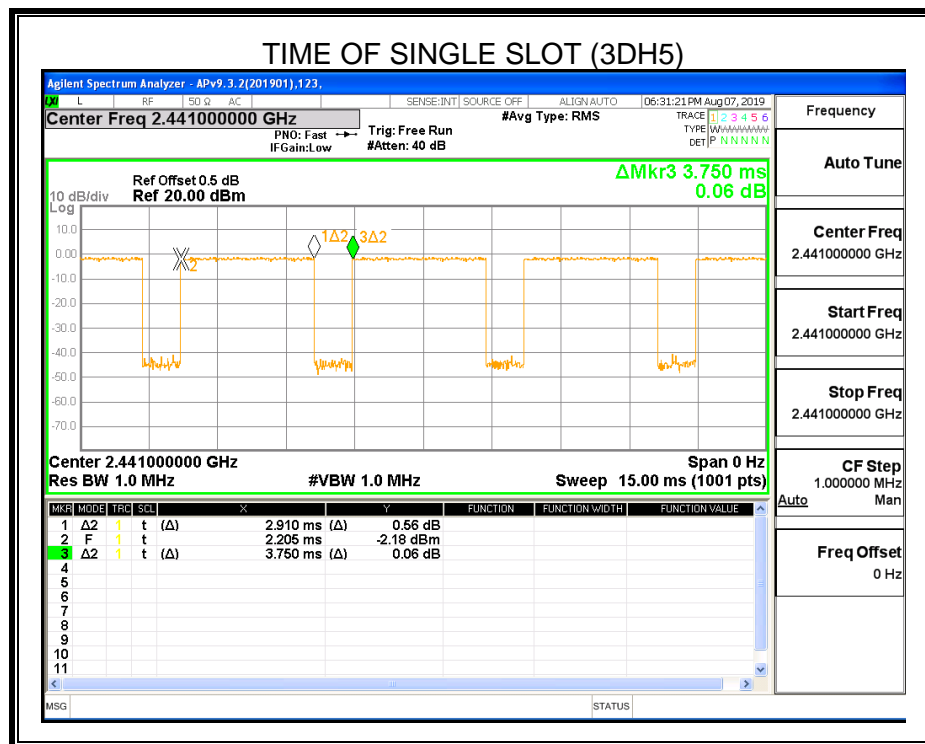 TIME OF SINGLE SLOT (3DH5)
Agilent Spectrum Analyzer - APv9.3.2(201901),123,
LXI L RF 50 Ω AC SENSE:INT SOURCE OFF ALIGN AUTO 06:31:21 PM Aug 07, 2019
Center Freq 2.441000000 GHz #Avg Type: RMS TRACE 1 2 3 4 5 6
PNO: Fast Trig: Free Run TYPE W
IFGain:Low #Atten: 40 dB DET P N N N N N
ΔMkr3 3.750 ms
0.06 dB
Ref Offset 0.5 dB
10 dB/div Ref 20.00 dBm
Log
10.0
0.00
-10.0
-20.0
-30.0
-40.0
-50.0
-70.0
2
1Δ2
3Δ2
Center 2.441000000 GHz Span 0 Hz
Res BW 1.0 MHz #VBW 1.0 MHz Sweep 15.00 ms (1001 pts)
MKR MODE TRC SCL X Y FUNCTION FUNCTION WIDTH FUNCTION VALUE
1 Δ2 1 t (Δ) 2.910 ms (Δ) 0.56 dB
2 F 1 t 2.205 ms -2.18 dBm
3 Δ2 1 t (Δ) 3.750 ms (Δ) 0.06 dB
4
5
6
7
8
9
10
11
MSG STATUS
Frequency
Auto Tune
Center Freq
2.441000000 GHz
Start Freq
2.441000000 GHz
Stop Freq
2.441000000 GHz
CF Step
1.000000 MHz
Auto Man
Freq Offset
0 Hz